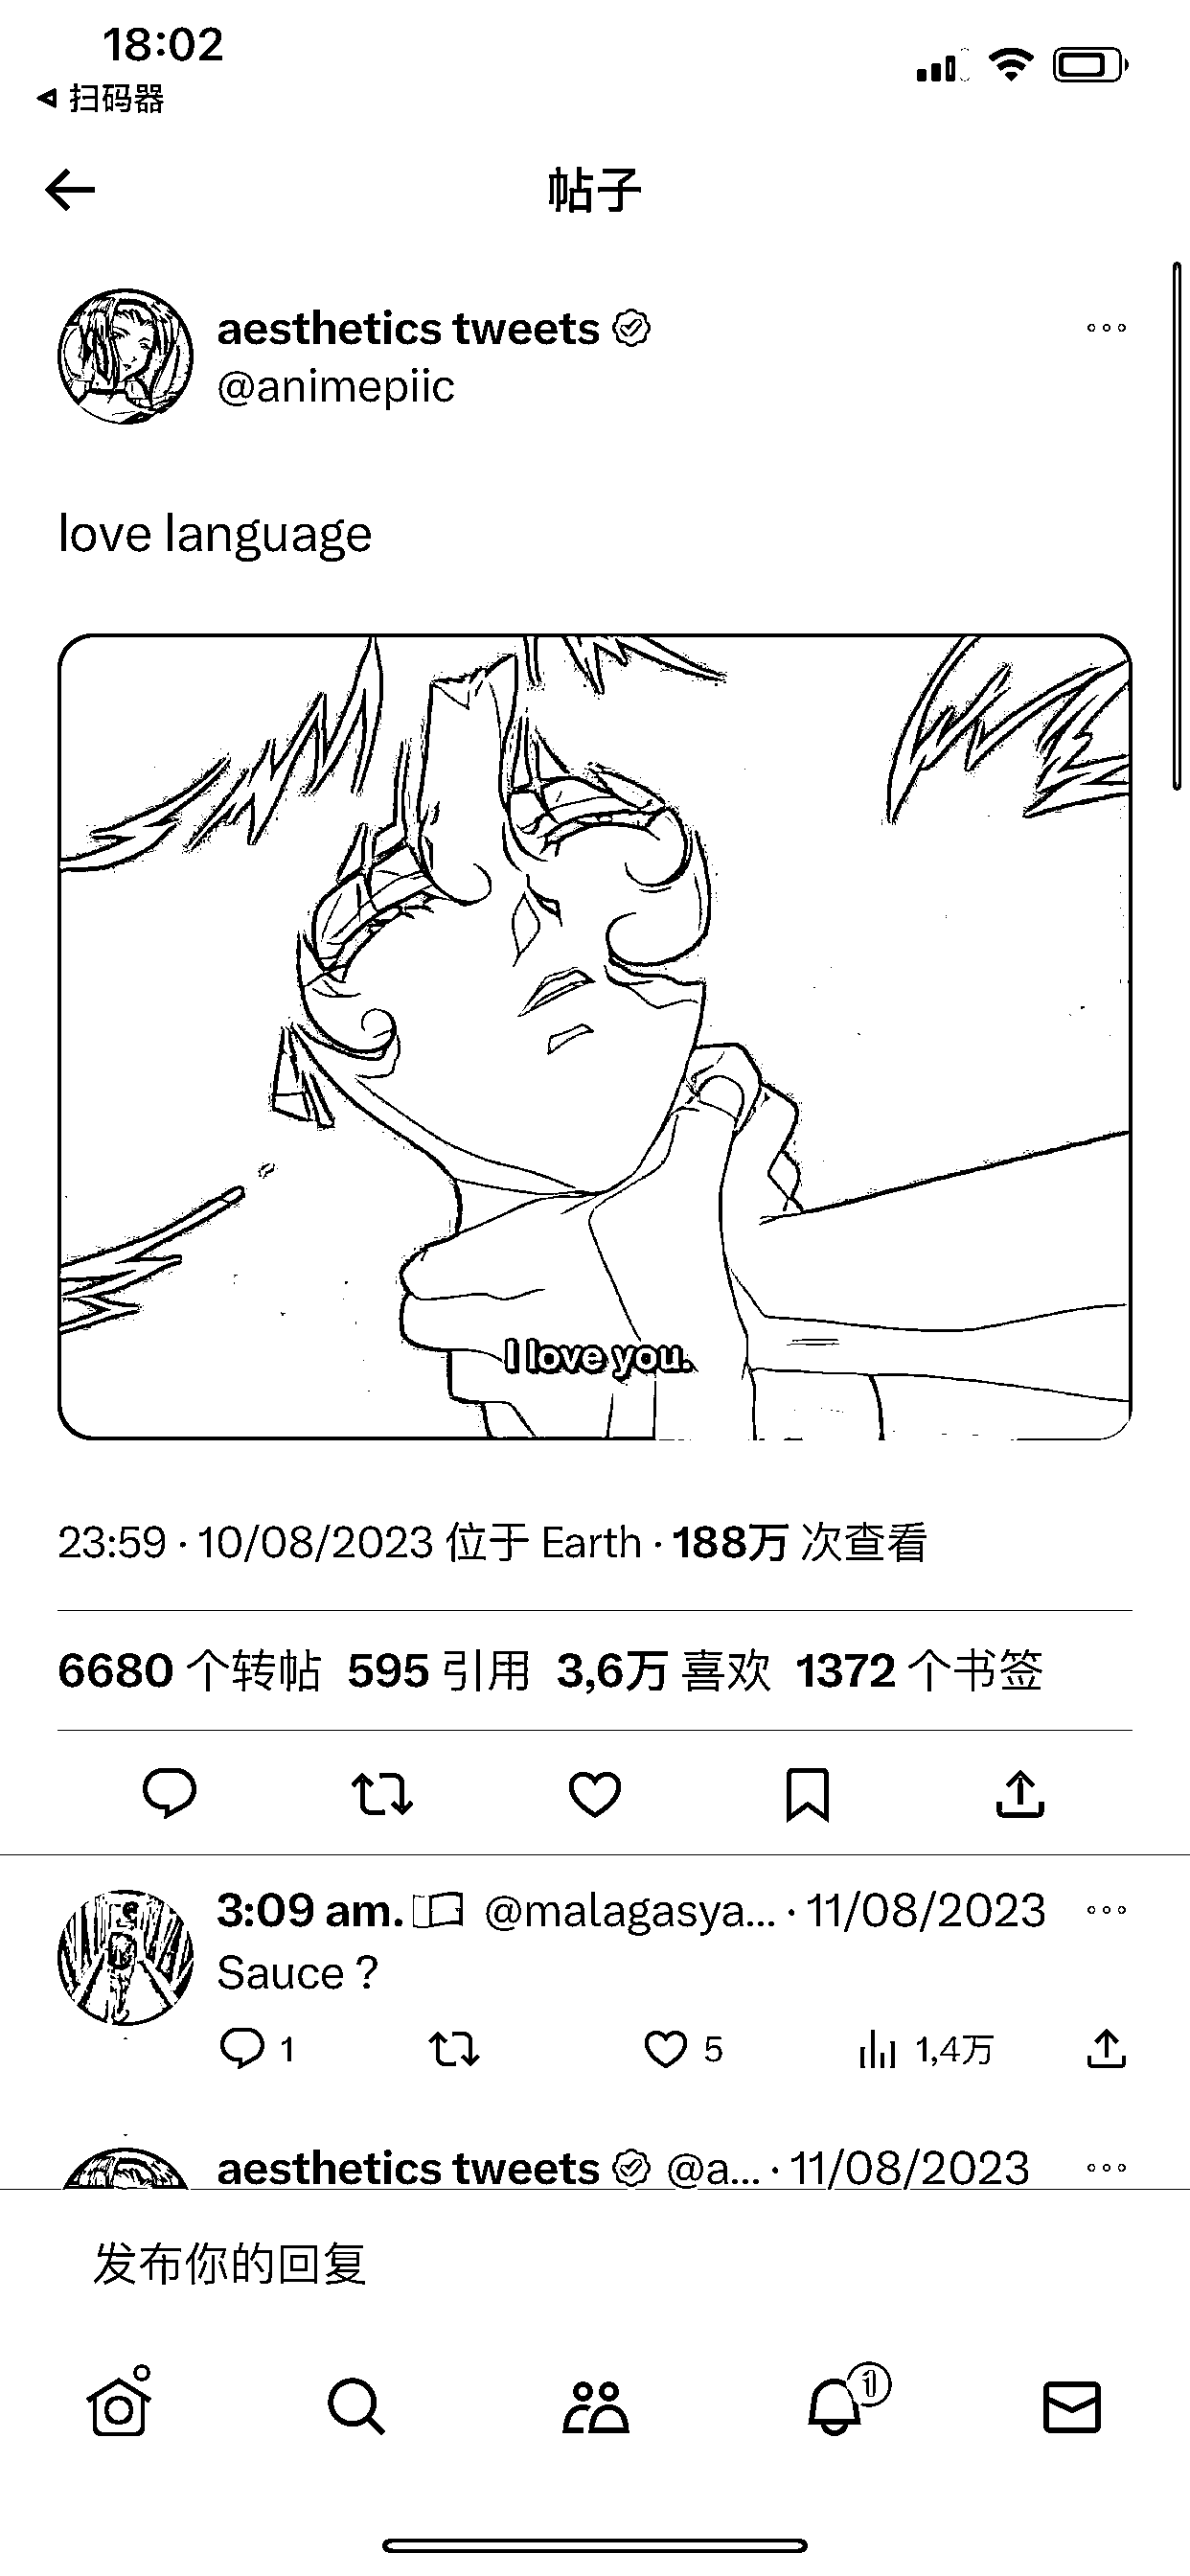 18:02
扫码器
帖子
aesthetics tweets
@animepiic
love language
I love you.
23:59 · 10/08/2023 位于 Earth · 188万 次查看
6680 个转帖 595 引用 3,6万 喜欢 1372 个书签
3:09 am. @malagasya... · 11/08/2023
Sauce ?
1 5 1,4万
aesthetics tweets @a... · 11/08/2023
发布你的回复
1